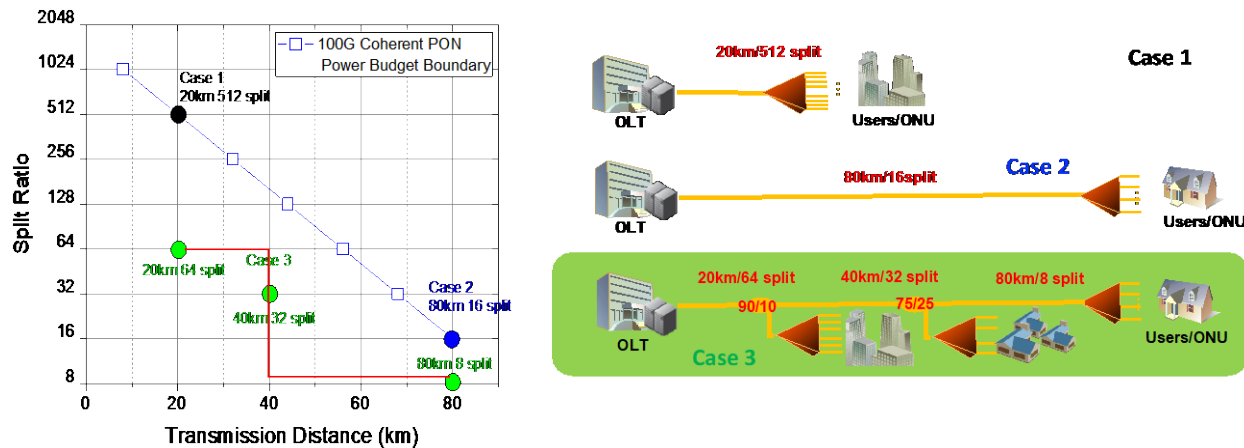 2048
1024
512
256
128
64
32
16
8
Split Ratio
0
20
40
60
80
Transmission Distance (km)
100G Coherent PON
Power Budget Boundary
Case 1
20km 512 split
Case 2
80km 16 split
20km 64 split
Case 3
40km 32 split
80km 8 split
20km/512 split
Case 1
OLT
Users/ONU
80km/16split
Case 2
OLT
Users/ONU
20km/64 split
40km/32 split
80km/8 split
90/10
75/25
OLT
Case 3
Users/ONU